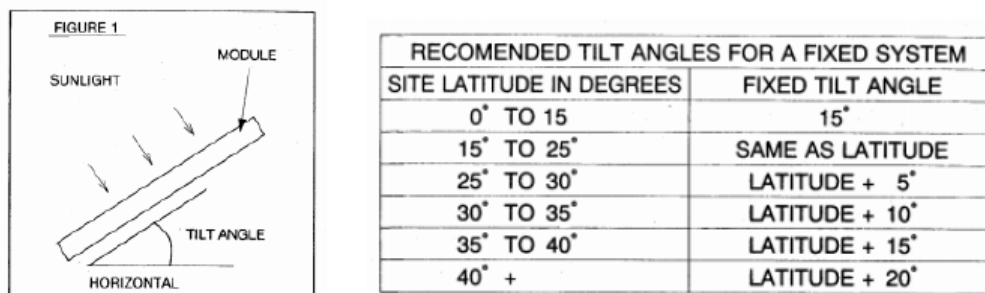 FIGURE 1
MODULE
SUNLIGHT
TILT ANGLE
HORIZONTAL
RECOMENDED TILT ANGLES FOR A FIXED SYSTEM
SITE LATITUDE IN DEGREES FIXED TILT ANGLE
0° TO 15 15°
15° TO 25° SAME AS LATITUDE
25° TO 30° LATITUDE + 5°
30° TO 35° LATITUDE + 10°
35° TO 40° LATITUDE + 15°
40° + LATITUDE + 20°